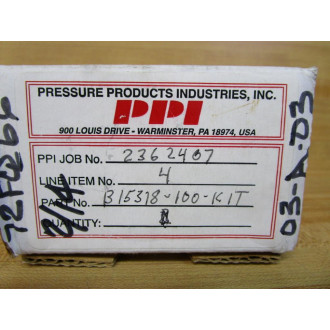 PRESSURE PRODUCTS INDUSTRIES, INC.
PPI
900 LOUIS DRIVE - WARMINSTER, PA 18974, USA
PPI JOB No. 2362407
LINE ITEM No. 4
PART No. B15378-100-KIT
QUANTITY: 1
03-A-D3